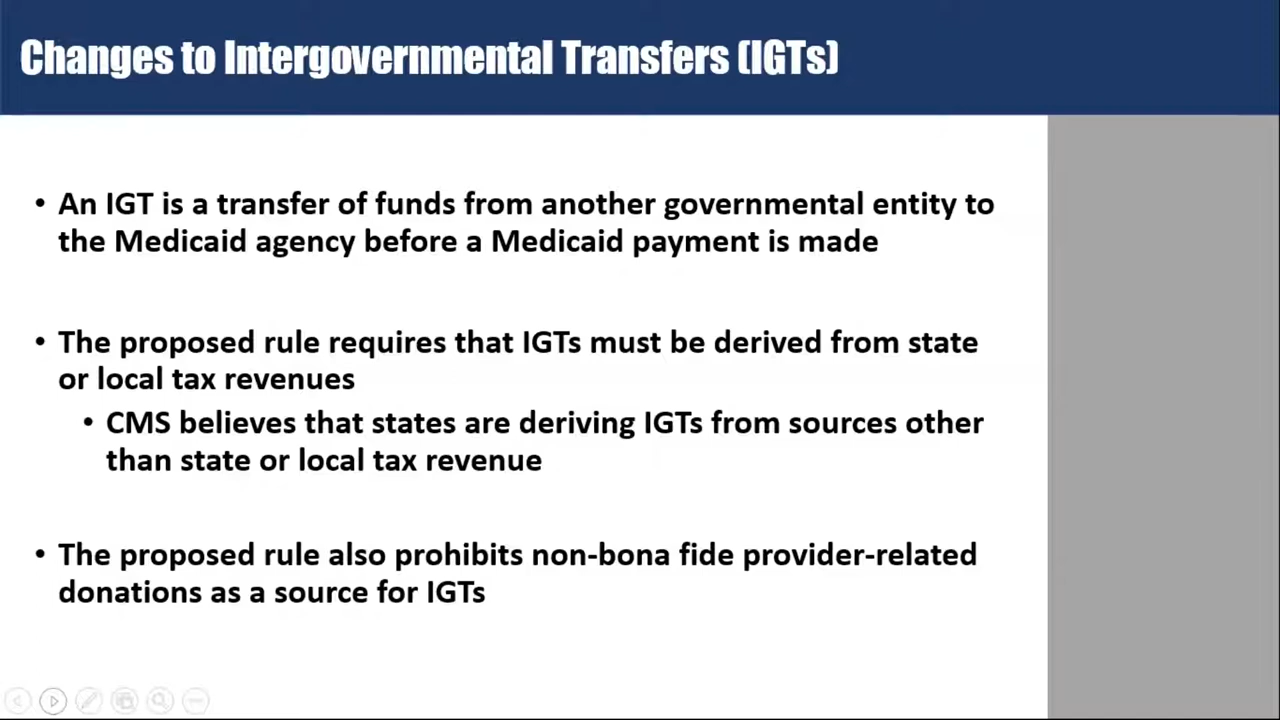 Changes to Intergovernmental Transfers (IGTs)
• An IGT is a transfer of funds from another governmental entity to
the Medicaid agency before a Medicaid payment is made
• The proposed rule requires that IGTs must be derived from state
or local tax revenues
• CMS believes that states are deriving IGTs from sources other
than state or local tax revenue
• The proposed rule also prohibits non-bona fide provider-related
donations as a source for IGTs